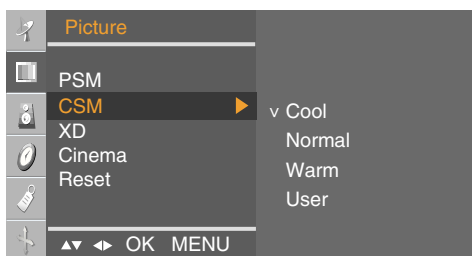 Picture
PSM
CSM
XD
Cinema
Reset
v Cool
Normal
Warm
User
OK MENU